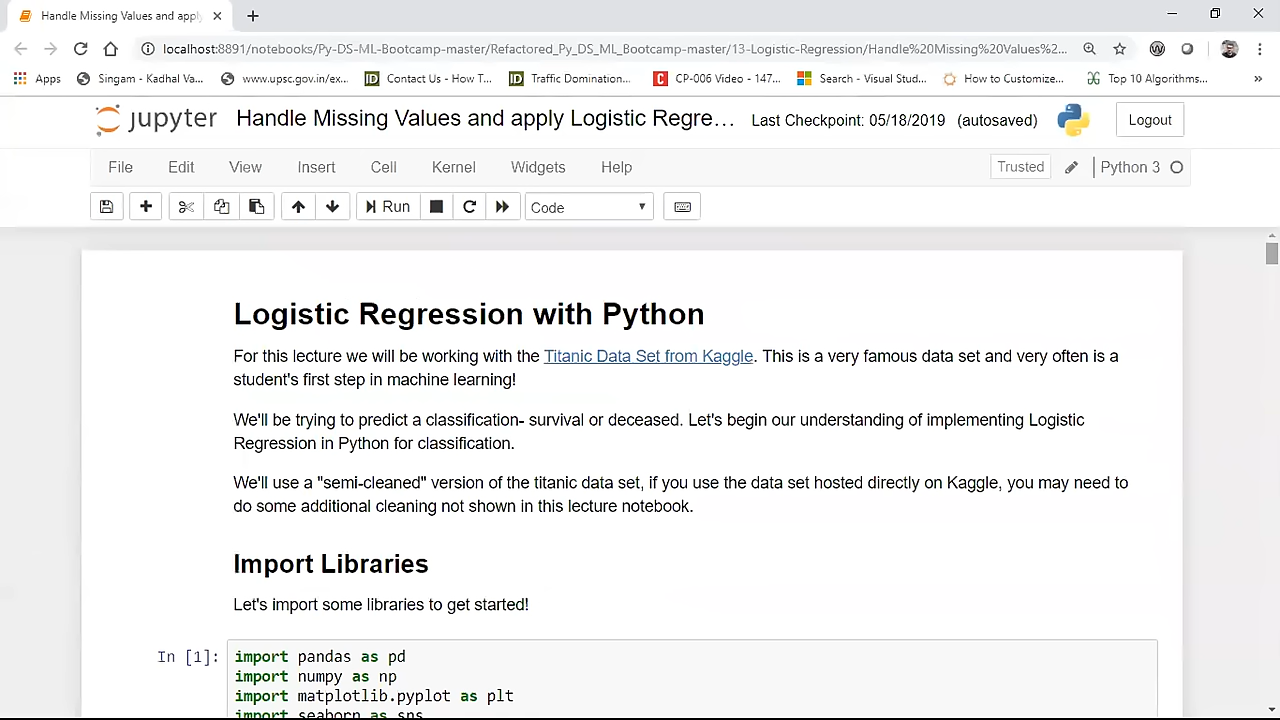 Handle Missing Values and apply
localhost:8891/notebooks/Py-DS-ML-Bootcamp-master/Refactored_Py_DS_ML_Bootcamp-master/13-Logistic-Regression/Handle%20Missing%20Values%2...
Apps Singam - Kadhal Va... www.upsc.gov.in/ex... Contact Us - How T... Traffic Domination... CP-006 Video - 147... Search - Visual Stud... How to Customize... Top 10 Algorithms... »
jupyter Handle Missing Values and apply Logistic Regre... Last Checkpoint: 05/18/2019 (autosaved) Logout
File Edit View Insert Cell Kernel Widgets Help Trusted Python 3
Run Code
Logistic Regression with Python
For this lecture we will be working with the Titanic Data Set from Kaggle. This is a very famous data set and very often is a
student's first step in machine learning!
We'll be trying to predict a classification- survival or deceased. Let's begin our understanding of implementing Logistic
Regression in Python for classification.
We'll use a "semi-cleaned" version of the titanic data set, if you use the data set hosted directly on Kaggle, you may need to
do some additional cleaning not shown in this lecture notebook.
Import Libraries
Let's import some libraries to get started!
In [1]: import pandas as pd
import numpy as np
import matplotlib.pyplot as plt
import seaborn as sns